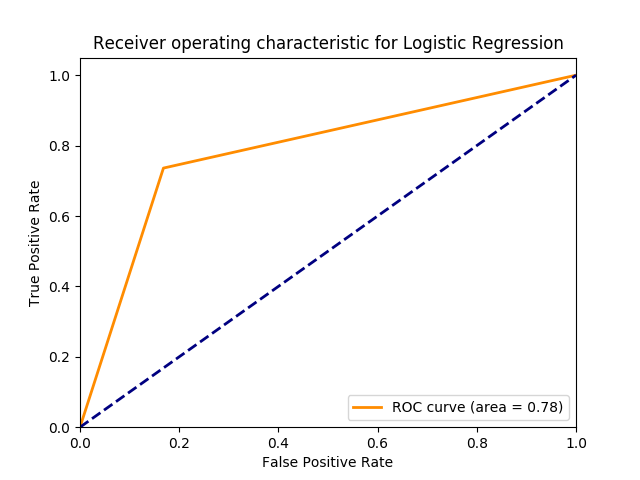 Receiver operating characteristic for Logistic Regression
True Positive Rate
1.0
0.8
0.6
0.4
0.2
0.0
ROC curve (area = 0.78)
0.0 0.2 0.4 0.6 0.8 1.0
False Positive Rate